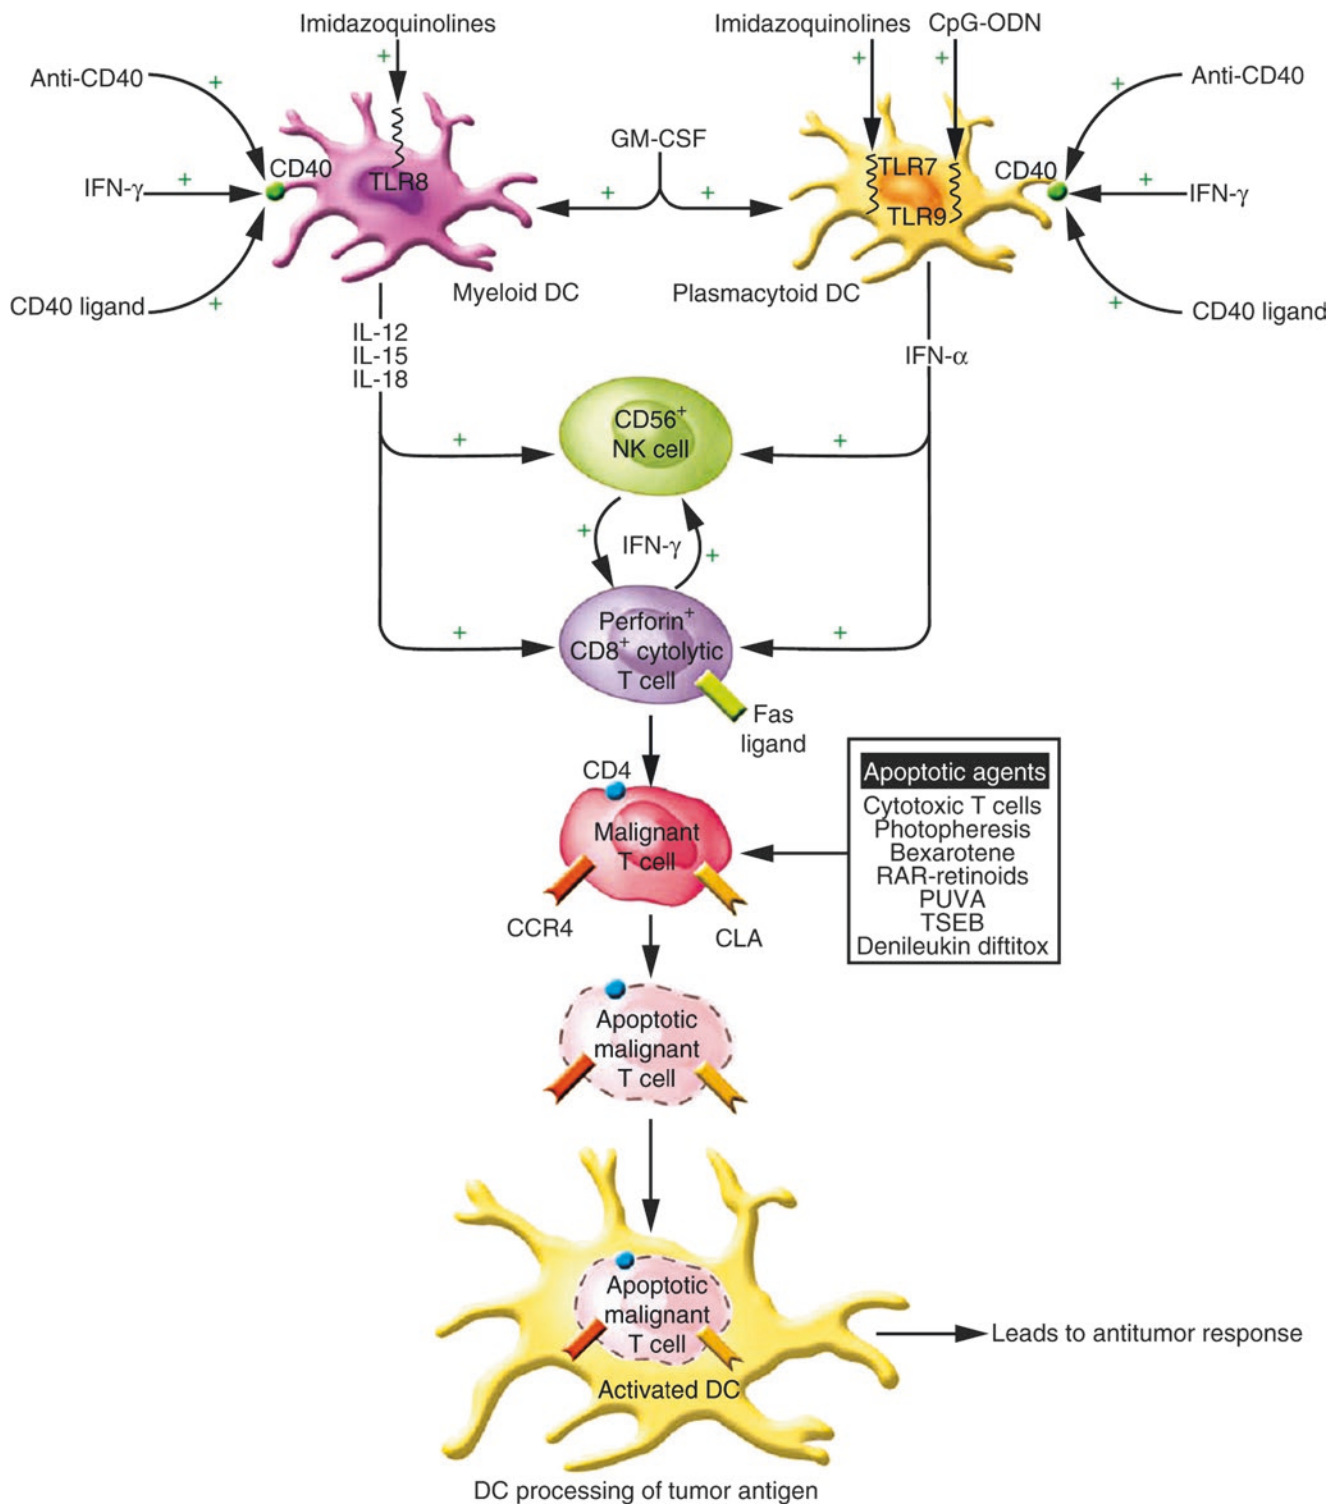 Imidazoquinolines
Imidazoquinolines
CpG-ODN
+
+
+
Anti-CD40
+
Anti-CD40
+
GM-CSF
CD40
TLR8
TLR7
CD40
IFN-γ
+
+
+
TLR9
+
IFN-γ
Myeloid DC
Plasmacytoid DC
CD40 ligand
+
+
CD40 ligand
IL-12
IL-15
IL-18
IFN-α
CD56+
NK cell
+
+
+
IFN-γ
+
Perforin+
CD8+ cytolytic
T cell
+
+
Fas
ligand
CD4
Malignant
T cell
CCR4
CLA
Apoptotic agents
Cytotoxic T cells
Photopheresis
Bexarotene
RAR-retinoids
PUVA
TSEB
Denileukin diftitox
Apoptotic
malignant
T cell
Apoptotic
malignant
T cell
Activated DC
Leads to antitumor response
DC processing of tumor antigen